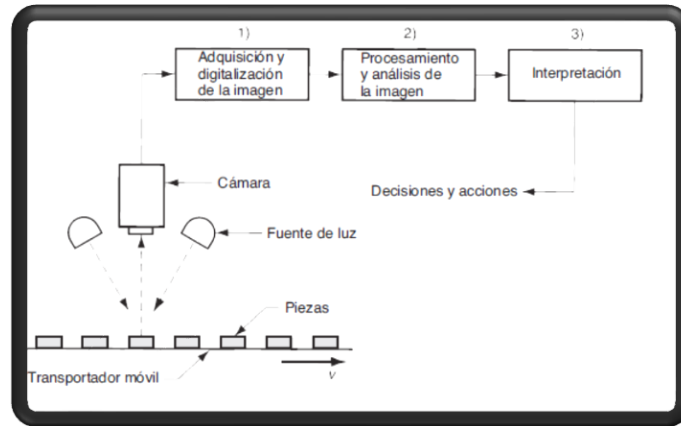 1)
2)
3)
Adquisición y
digitalización
de la imagen
Procesamiento
y análisis de
la imagen
Interpretación
Cámara
Decisiones y acciones
Fuente de luz
Piezas
Transportador móvil
v